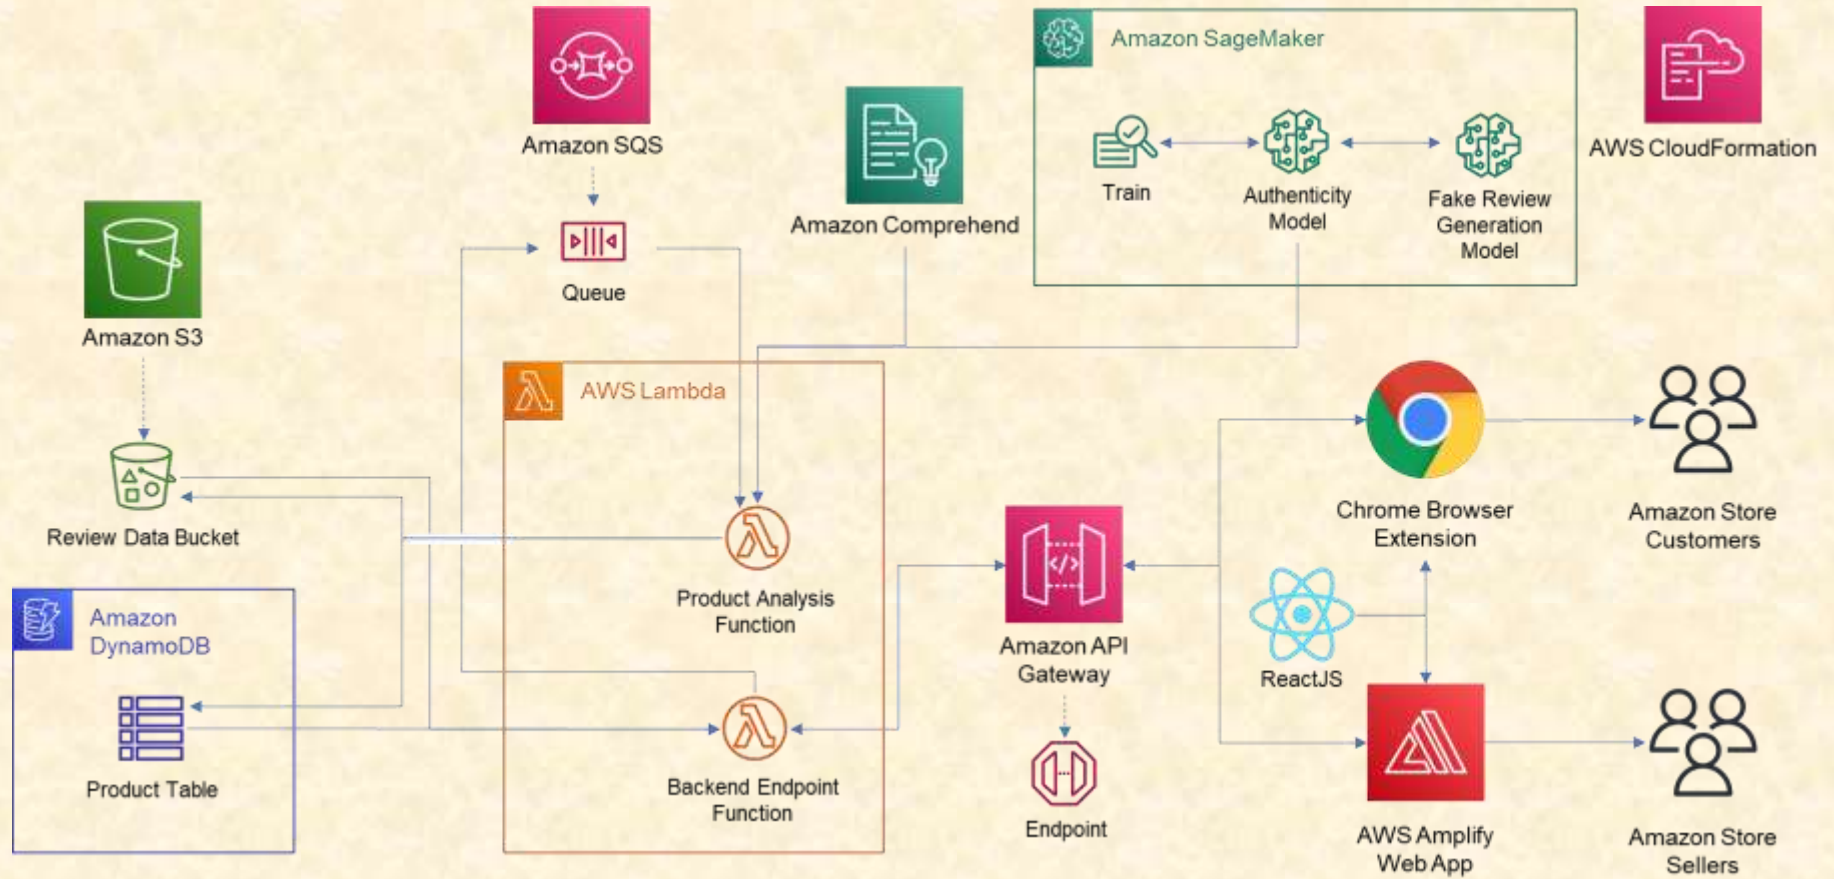 Amazon SQS
Queue
Amazon S3
Review Data Bucket
Amazon
DynamoDB
Product Table
AWS Lambda
Product Analysis
Function
Backend Endpoint
Function
Amazon Comprehend
Amazon SageMaker
Train
Authenticity
Model
Fake Review
Generation
Model
AWS CloudFormation
Amazon API
Gateway
Endpoint
Chrome Browser
Extension
ReactJS
AWS Amplify
Web App
Amazon Store
Customers
Amazon Store
Sellers